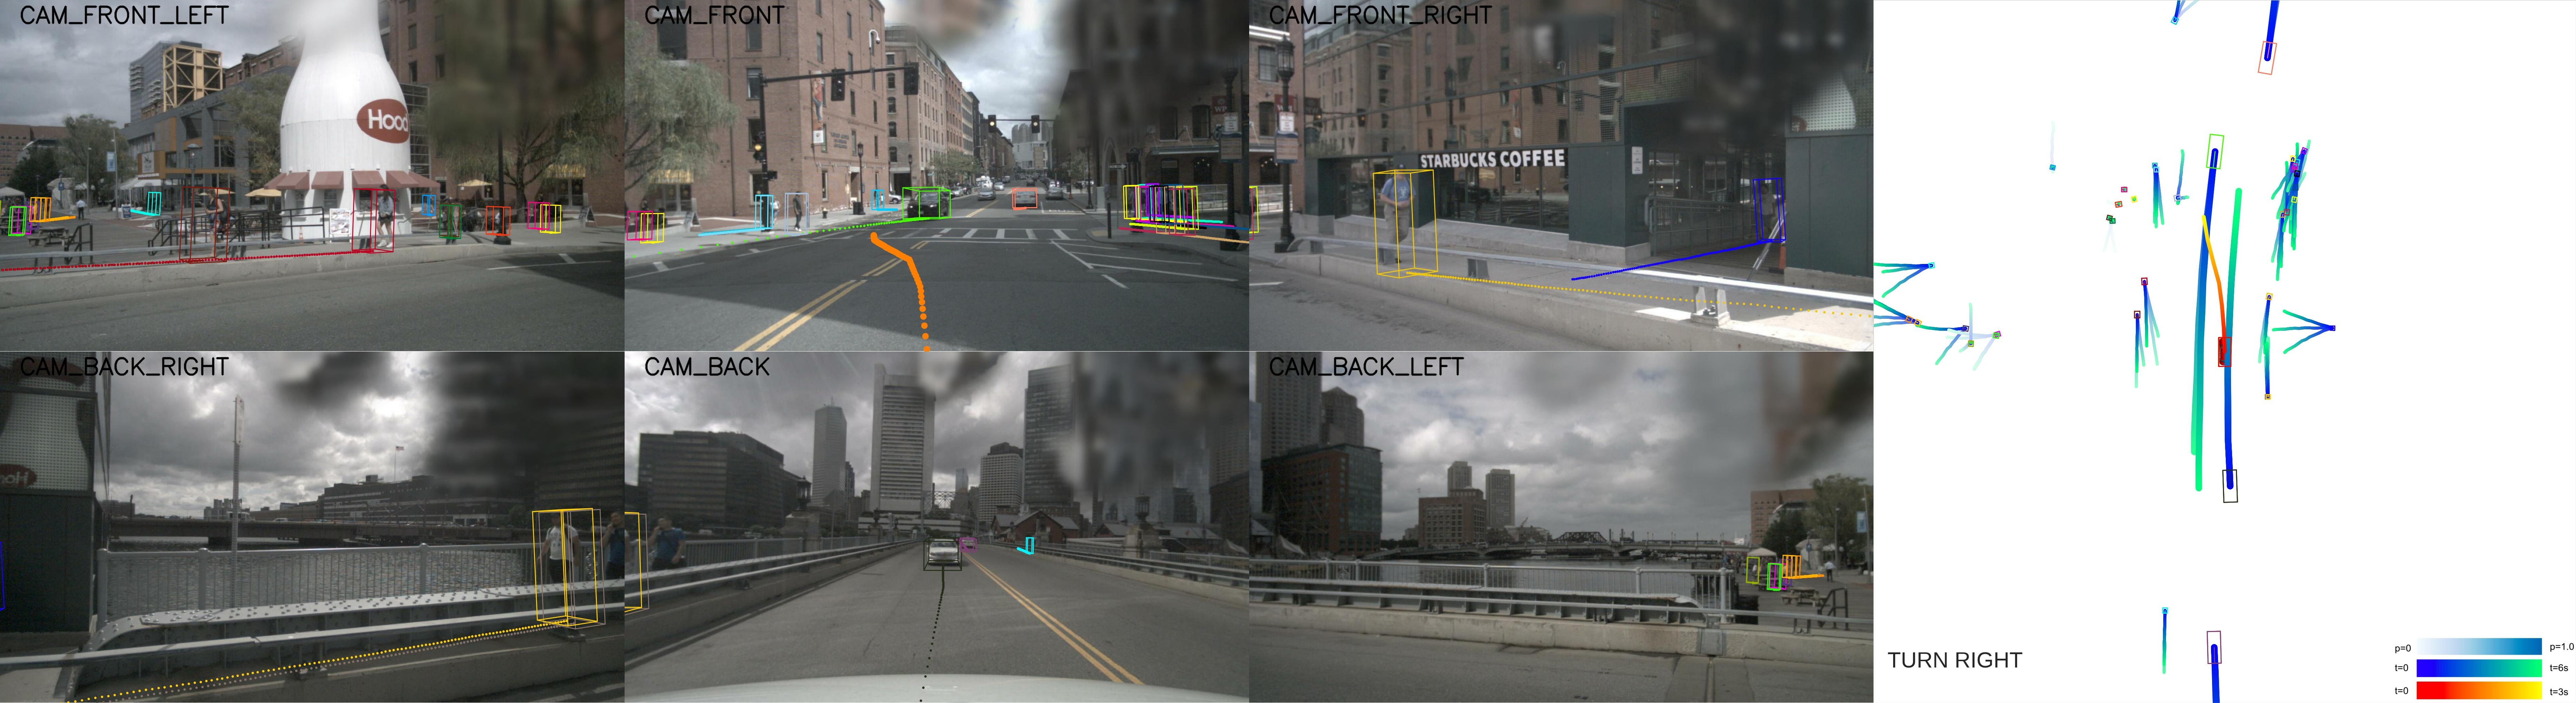 CAM_FRONT_LEFT
CAM_FRONT
CAM_FRONT_RIGHT
Hood
STARBUCKS COFFEE
CAM_BACK_RIGHT
CAM_BACK
CAM_BACK_LEFT
TURN RIGHT
p=0
p=1.0
t=0
t=6s
t=0
t=3s